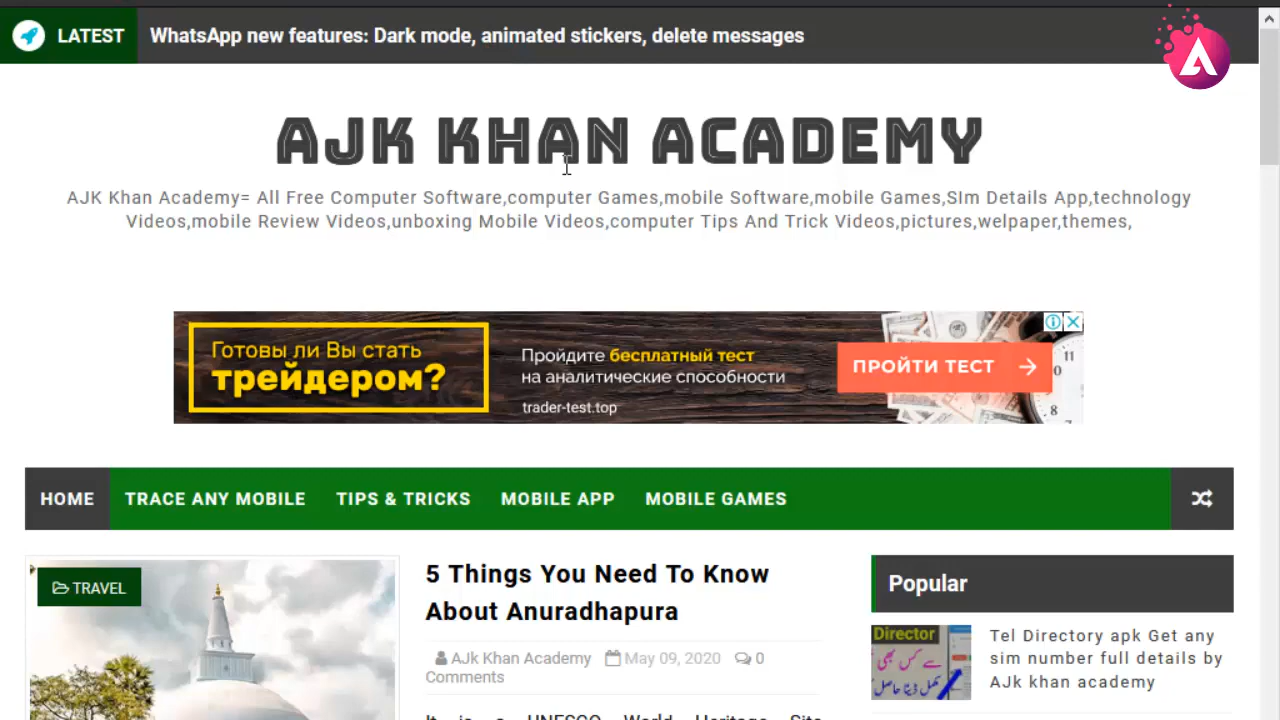 LATEST
WhatsApp new features: Dark mode, animated stickers, delete messages
AJK KHAN ACADEMY
AJK Khan Academy= All Free Computer Software,computer Games,mobile Software,mobile Games,SIm Details App,technology
Videos,mobile Review Videos,unboxing Mobile Videos,computer Tips And Trick Videos,pictures,welpaper,themes,
Готовы ли Вы стать
трейдером?
Пройдите бесплатный тест
на аналитические способности
trader-test.top
ПРОЙТИ ТЕСТ
HOME
TRACE ANY MOBILE
TIPS & TRICKS
MOBILE APP
MOBILE GAMES
TRAVEL
5 Things You Need To Know
About Anuradhapura
AJk Khan Academy
May 09, 2020
0
Comments
Popular
Director
سے کس بھی
Tel Directory apk Get any
sim number full details by
AJk khan academy